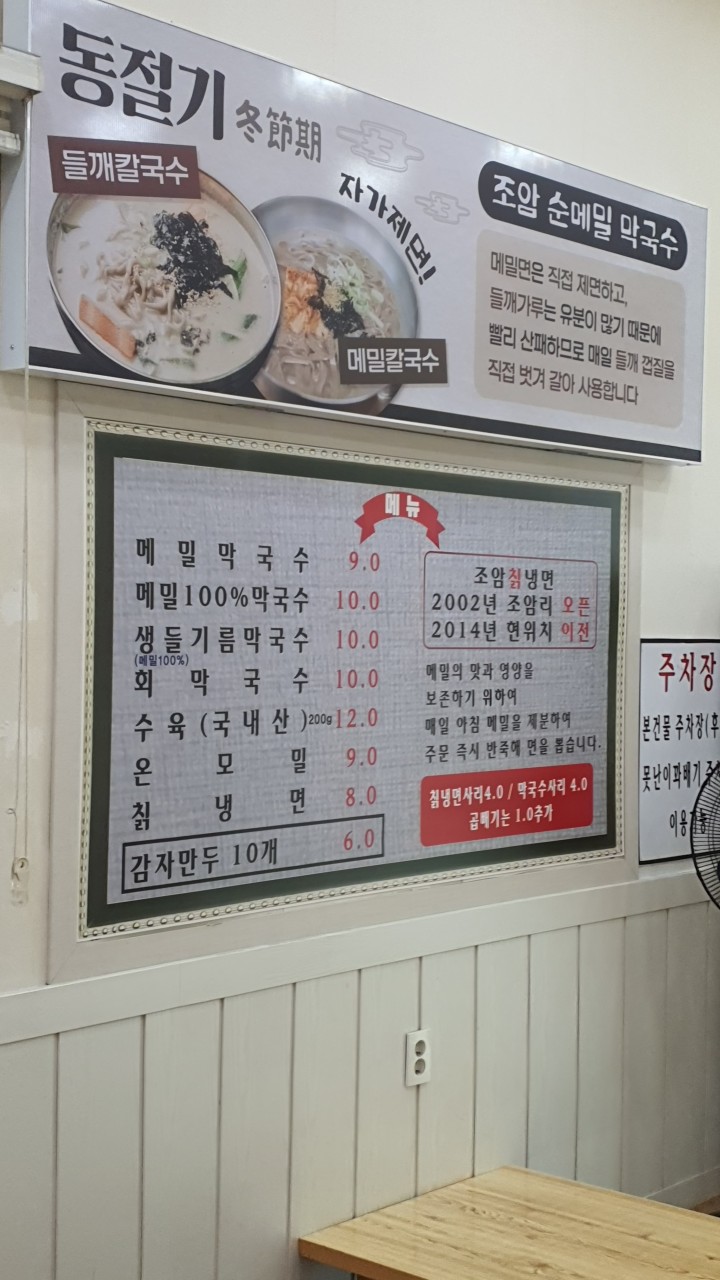 동절기 冬節期
들깨칼국수
자가제면!
메밀칼국수
조암 순메밀 막국수
메밀면은 직접 제면하고,
들깨가루는 유분이 많기 때문에
빨리 산패하므로 매일 들깨 껍질을
직접 벗겨 갈아 사용합니다
메뉴
메밀막국수 9.0
메밀100%막국수 10.0
생들기름막국수 10.0
(메밀100%)
회막국수 10.0
수육(국내산)200g 12.0
온모밀 9.0
칡냉면 8.0
감자만두 10개 6.0
조암칡냉면
2002년 조암리 오픈
2014년 현위치 이전
메밀의 맛과 영양을
보존하기 위하여
매일 아침 메밀을 제분하여
주문 즉시 반죽해 면을 뽑습니다.
칡냉면사리4.0 / 막국수사리 4.0
곱빼기는 1.0추가
주차장
본건물 주차장(후
못난이꽈배기 주
이용가능